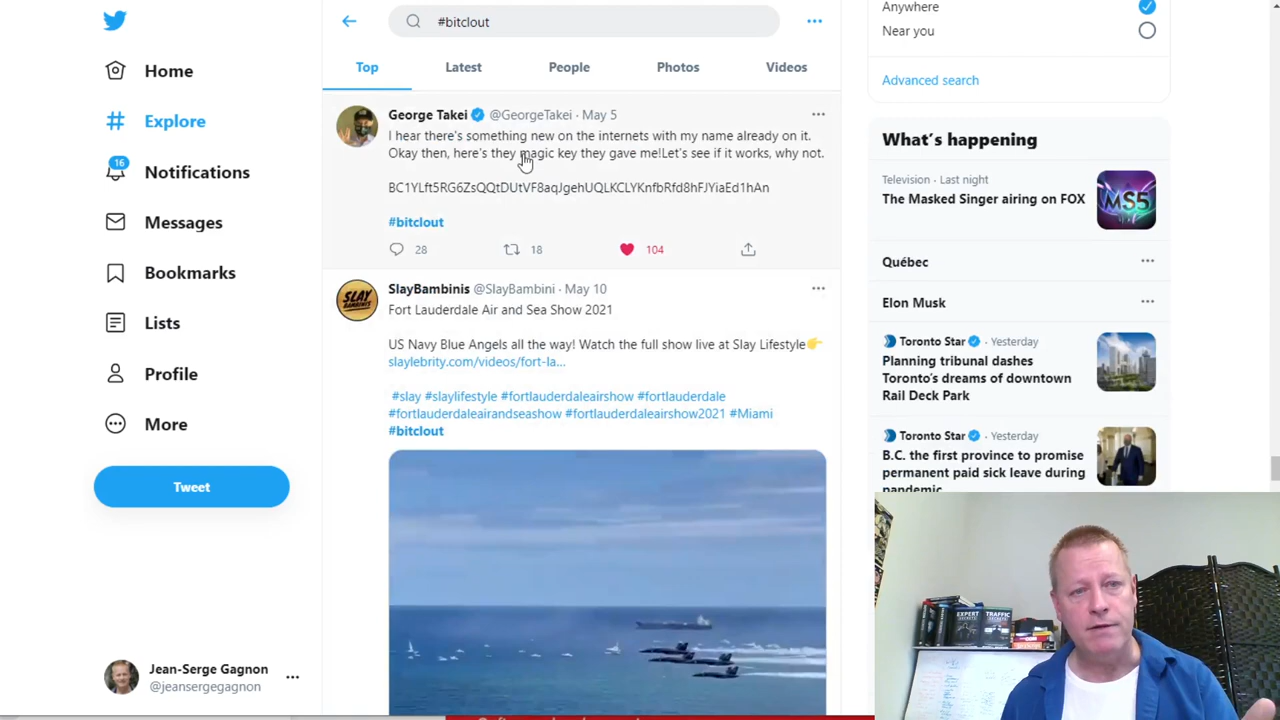 #bitclout
Top
Latest
People
Photos
Videos
Home
Explore
16
Notifications
Messages
Bookmarks
Lists
Profile
More
Tweet
Jean-Serge Gagnon
@jeansergegagnon
George Takei @GeorgeTakei · May 5
I hear there's something new on the internets with my name already on it.
Okay then, here's they magic key they gave me!Let's see if it works, why not.
BC1YLft5RG6ZsQQtDUtVF8aqJgehUQLKCLYKnfbRfd8hFJYiaEd1hAn
#bitclout
28
18
104
SlayBambinis @SlayBambini · May 10
Fort Lauderdale Air and Sea Show 2021
US Navy Blue Angels all the way! Watch the full show live at Slay Lifestyle👉
slaylebrity.com/videos/fort-la...
#slay #slaylifestyle #fortlauderdaleairshow #fortlauderdale
#fortlauderdaleairandseashow #fortlauderdaleairshow2021 #Miami
#bitclout
SLAY
Anywhere
Near you
Advanced search
What's happening
Television · Last night
The Masked Singer airing on FOX
MS5
Québec
Elon Musk
Toronto Star · Yesterday
Planning tribunal dashes
Toronto's dreams of downtown
Rail Deck Park
Toronto Star · Yesterday
B.C. the first province to promise
permanent paid sick leave during
pandemic
EXPERT
SECRETS
TRAFFIC
SECRETS